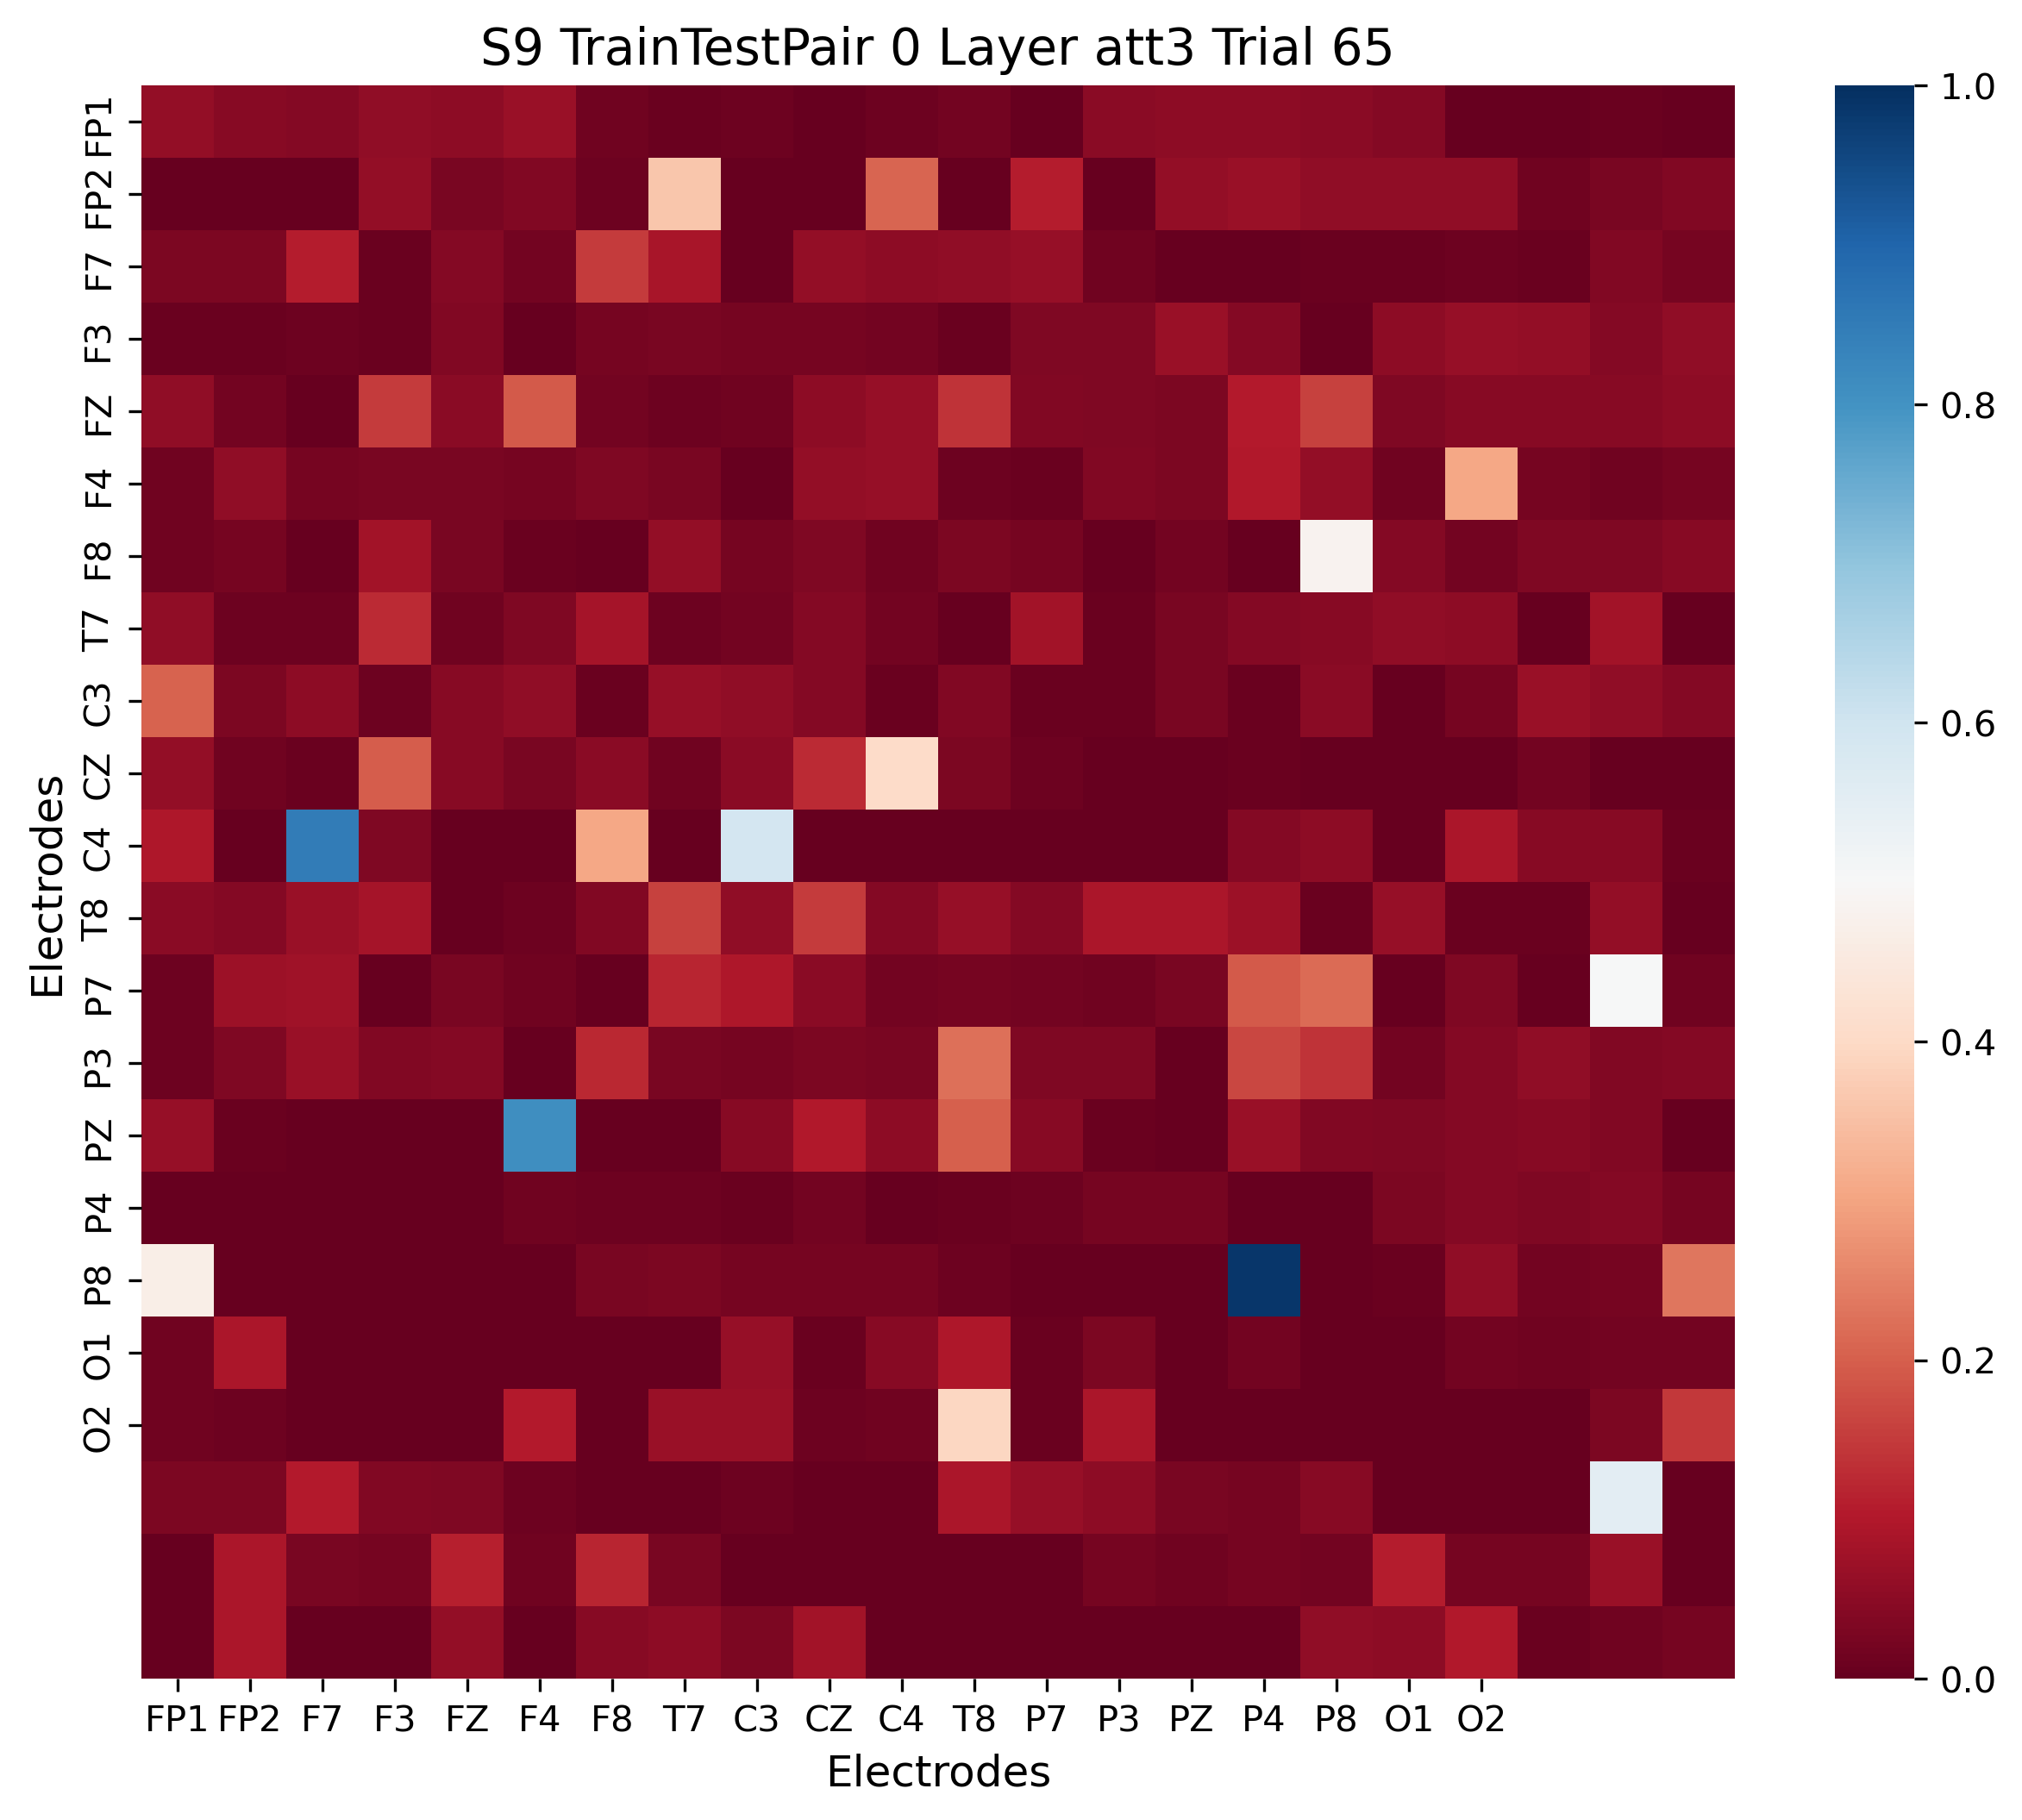 S9 TrainTestPair 0 Layer att3 Trial 65
Electrodes
FP1
FP2
F7
F3
FZ
F4
F8
T7
C3
CZ
C4
T8
P7
P3
PZ
P4
P8
O1
O2
FP1 FP2 F7 F3 FZ F4 F8 T7 C3 CZ C4 T8 P7 P3 PZ P4 P8 O1 O2
Electrodes
1.0
0.8
0.6
0.4
0.2
0.0